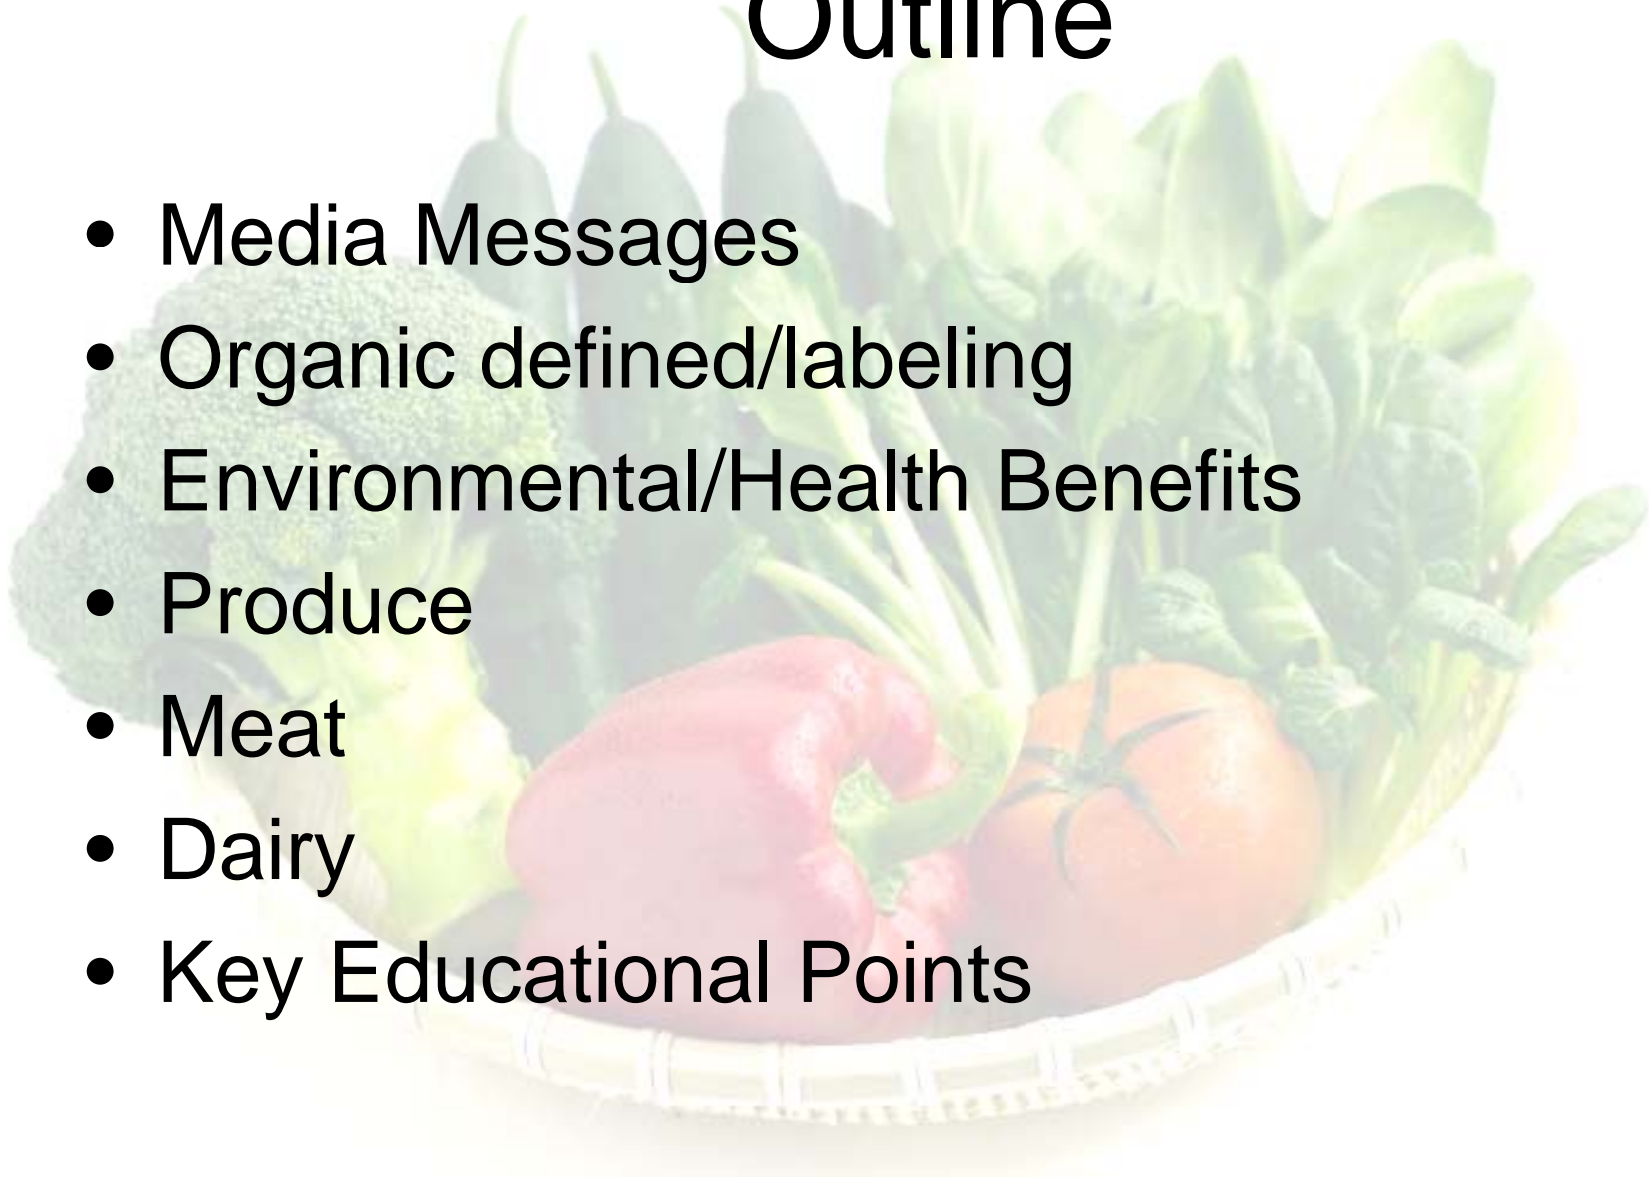 Outline
• Media Messages
• Organic defined/labeling
• Environmental/Health Benefits
• Produce
• Meat
• Dairy
• Key Educational Points